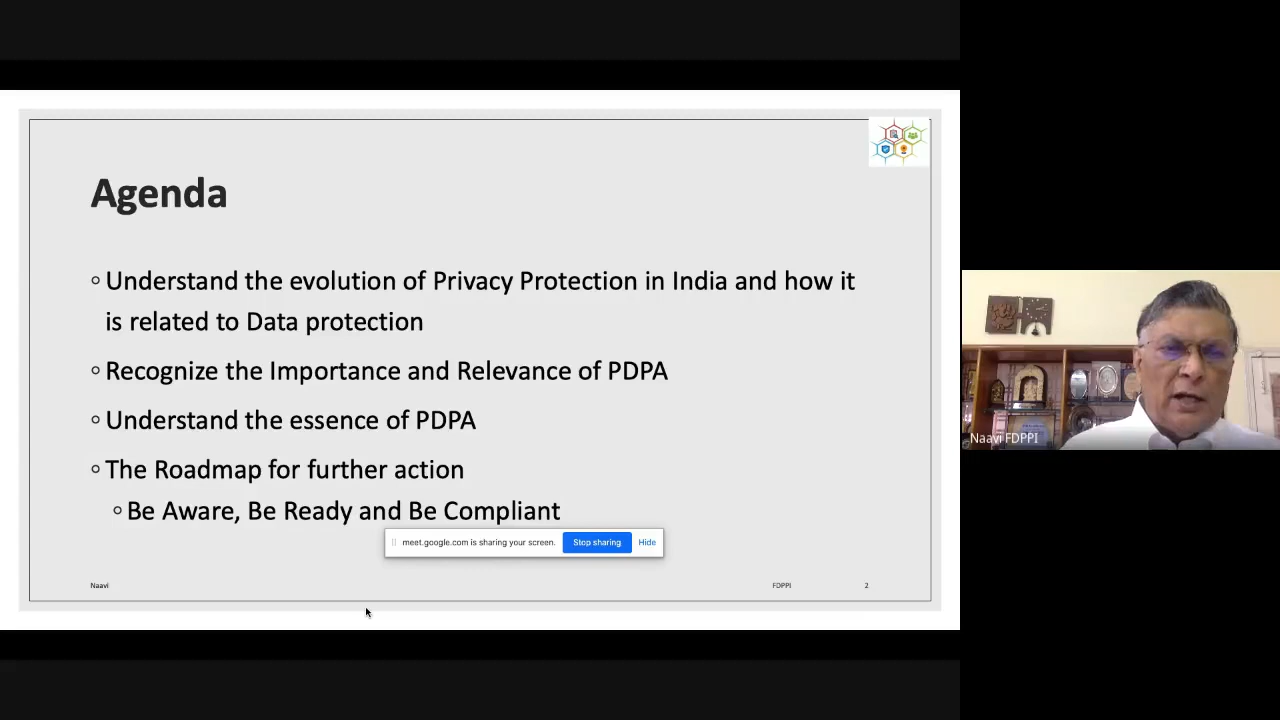 Agenda
◦ Understand the evolution of Privacy Protection in India and how it
is related to Data protection
◦ Recognize the Importance and Relevance of PDPA
◦ Understand the essence of PDPA
◦ The Roadmap for further action
◦ Be Aware, Be Ready and Be Compliant
meet.google.com is sharing your screen. Stop sharing Hide
Naavi FDPPI 2
Naavi FDPPI